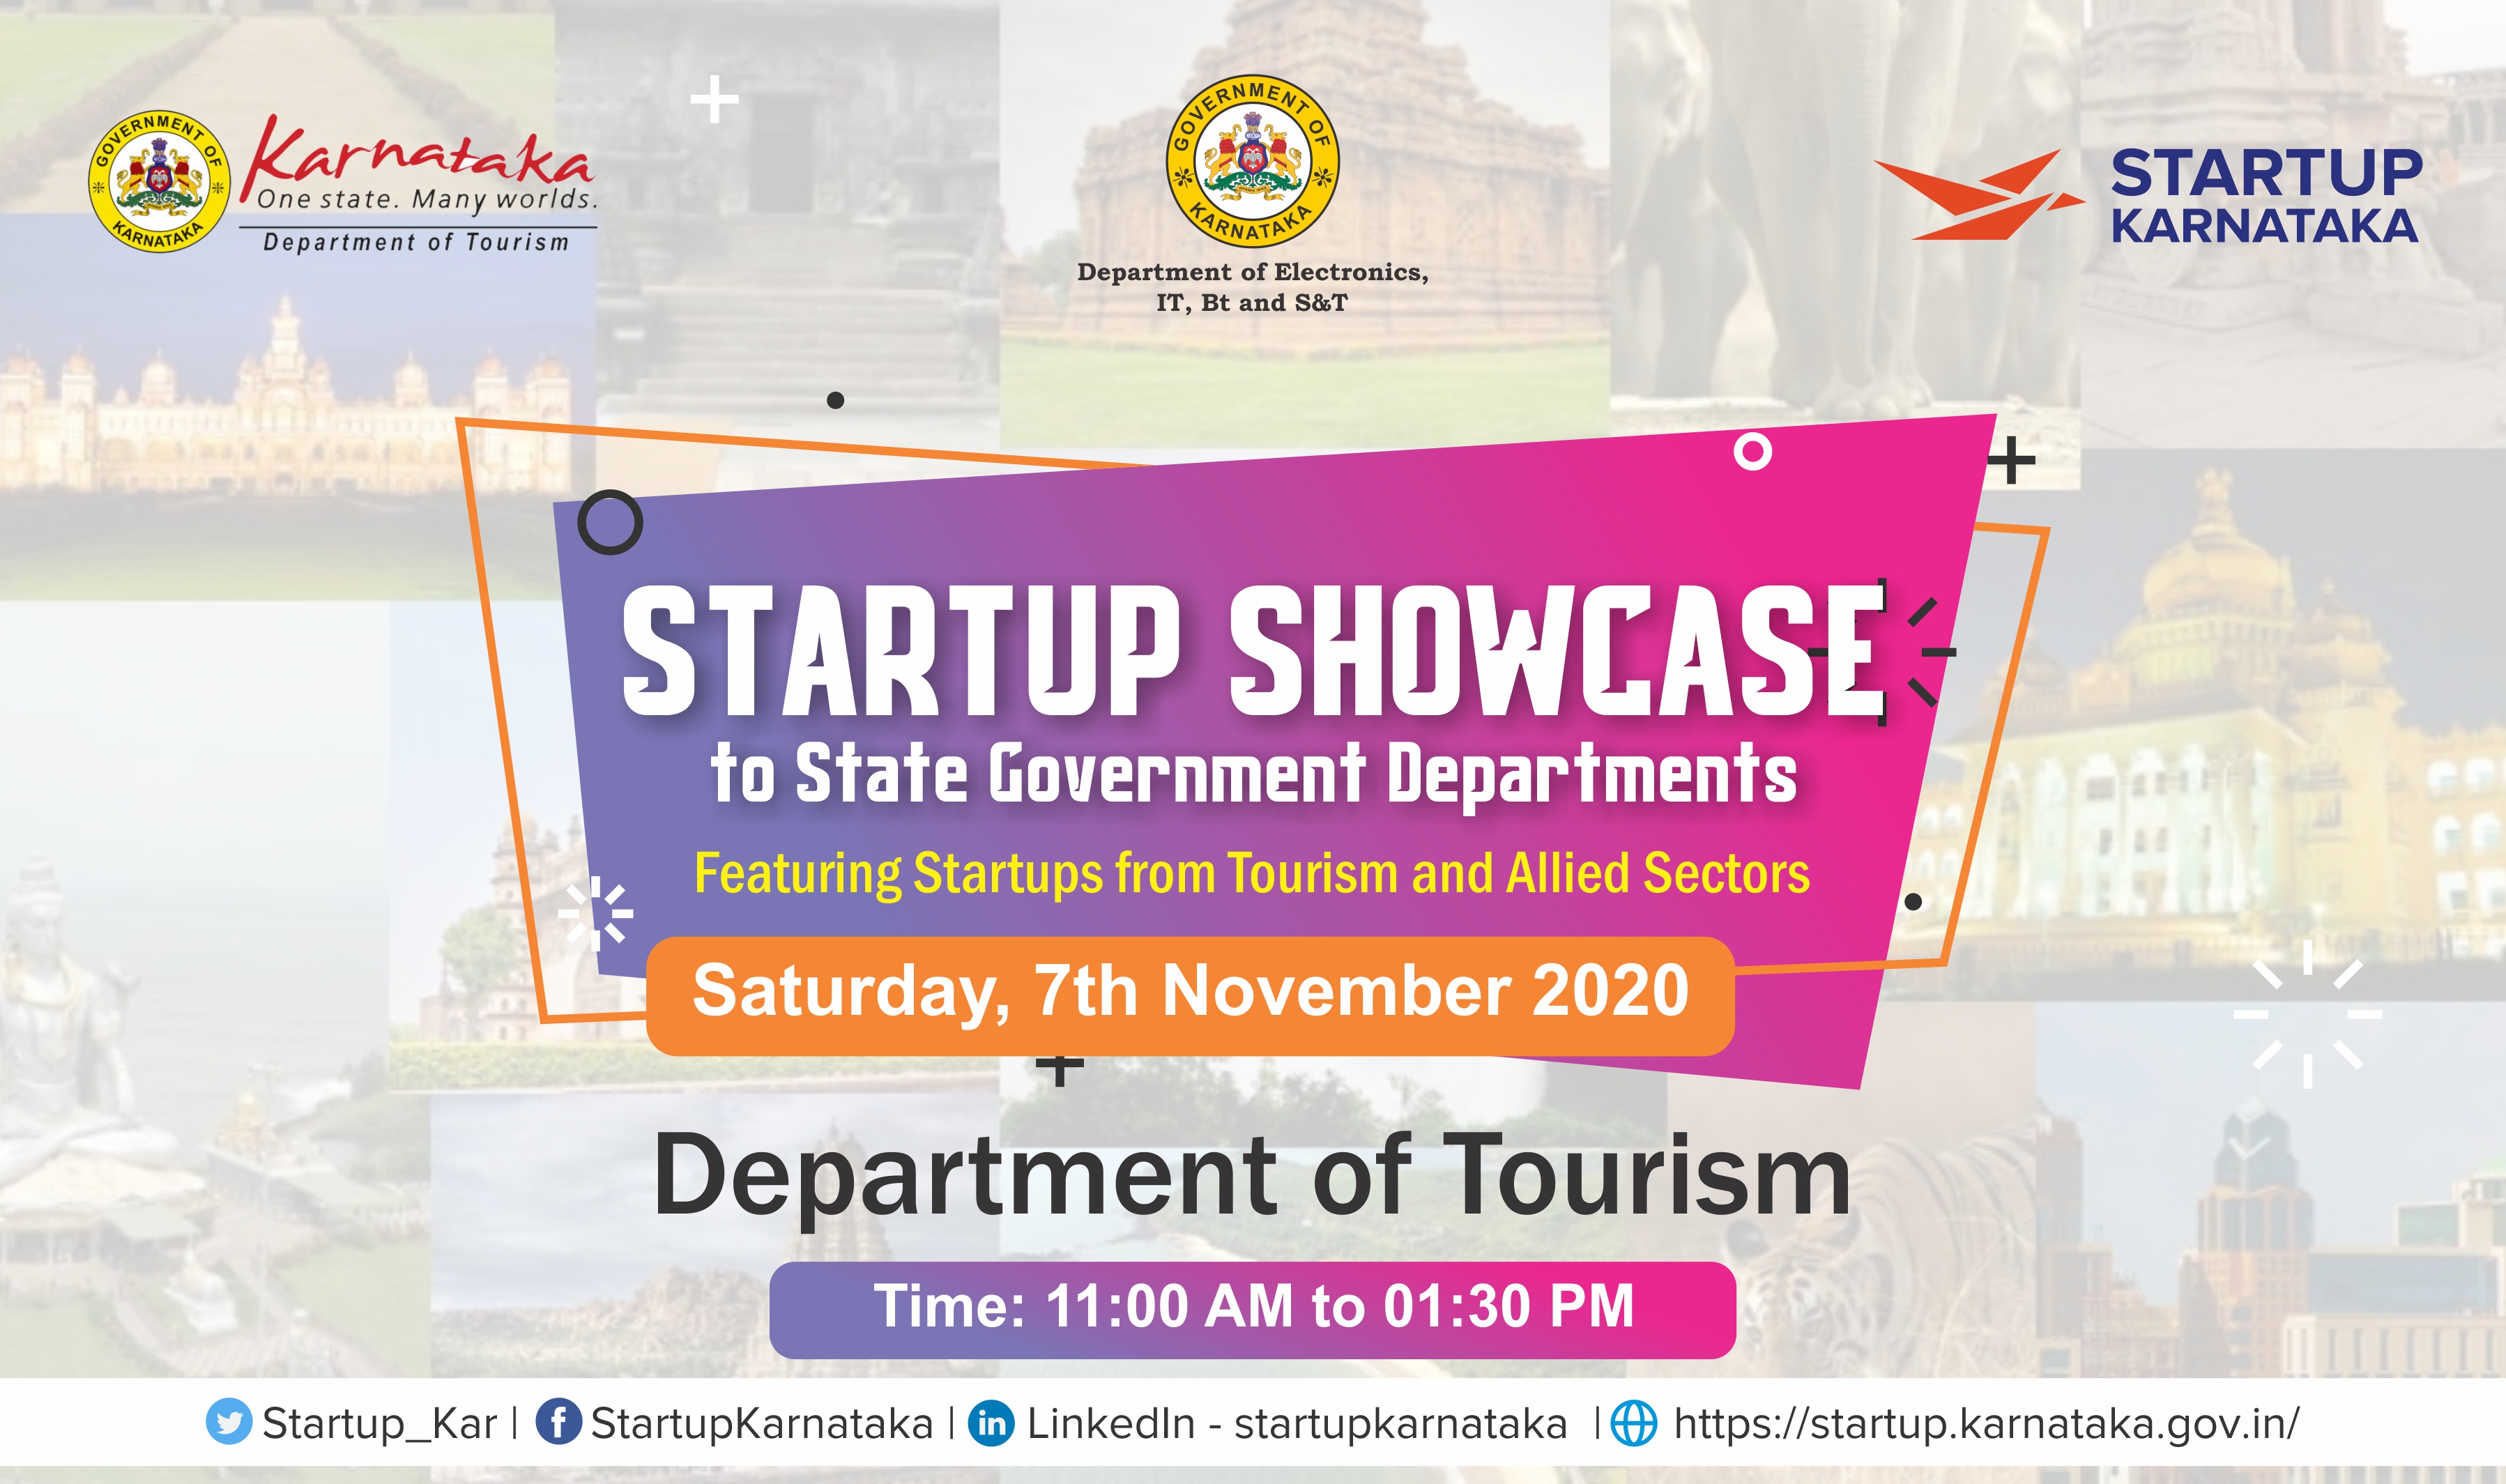 GOVERNMENT OF
KARNATAKA
Karnataka
One state. Many worlds.
Department of Tourism
GOVERNMENT OF
KARNATAKA
Department of Electronics,
IT, Bt and S&T
STARTUP
KARNATAKA
STARTUP SHOWCASE
to State Government Departments
Featuring Startups from Tourism and Allied Sectors
Saturday, 7th November 2020
Department of Tourism
Time: 11:00 AM to 01:30 PM
Startup_Kar | StartupKarnataka | LinkedIn - startupkarnataka | https://startup.karnataka.gov.in/